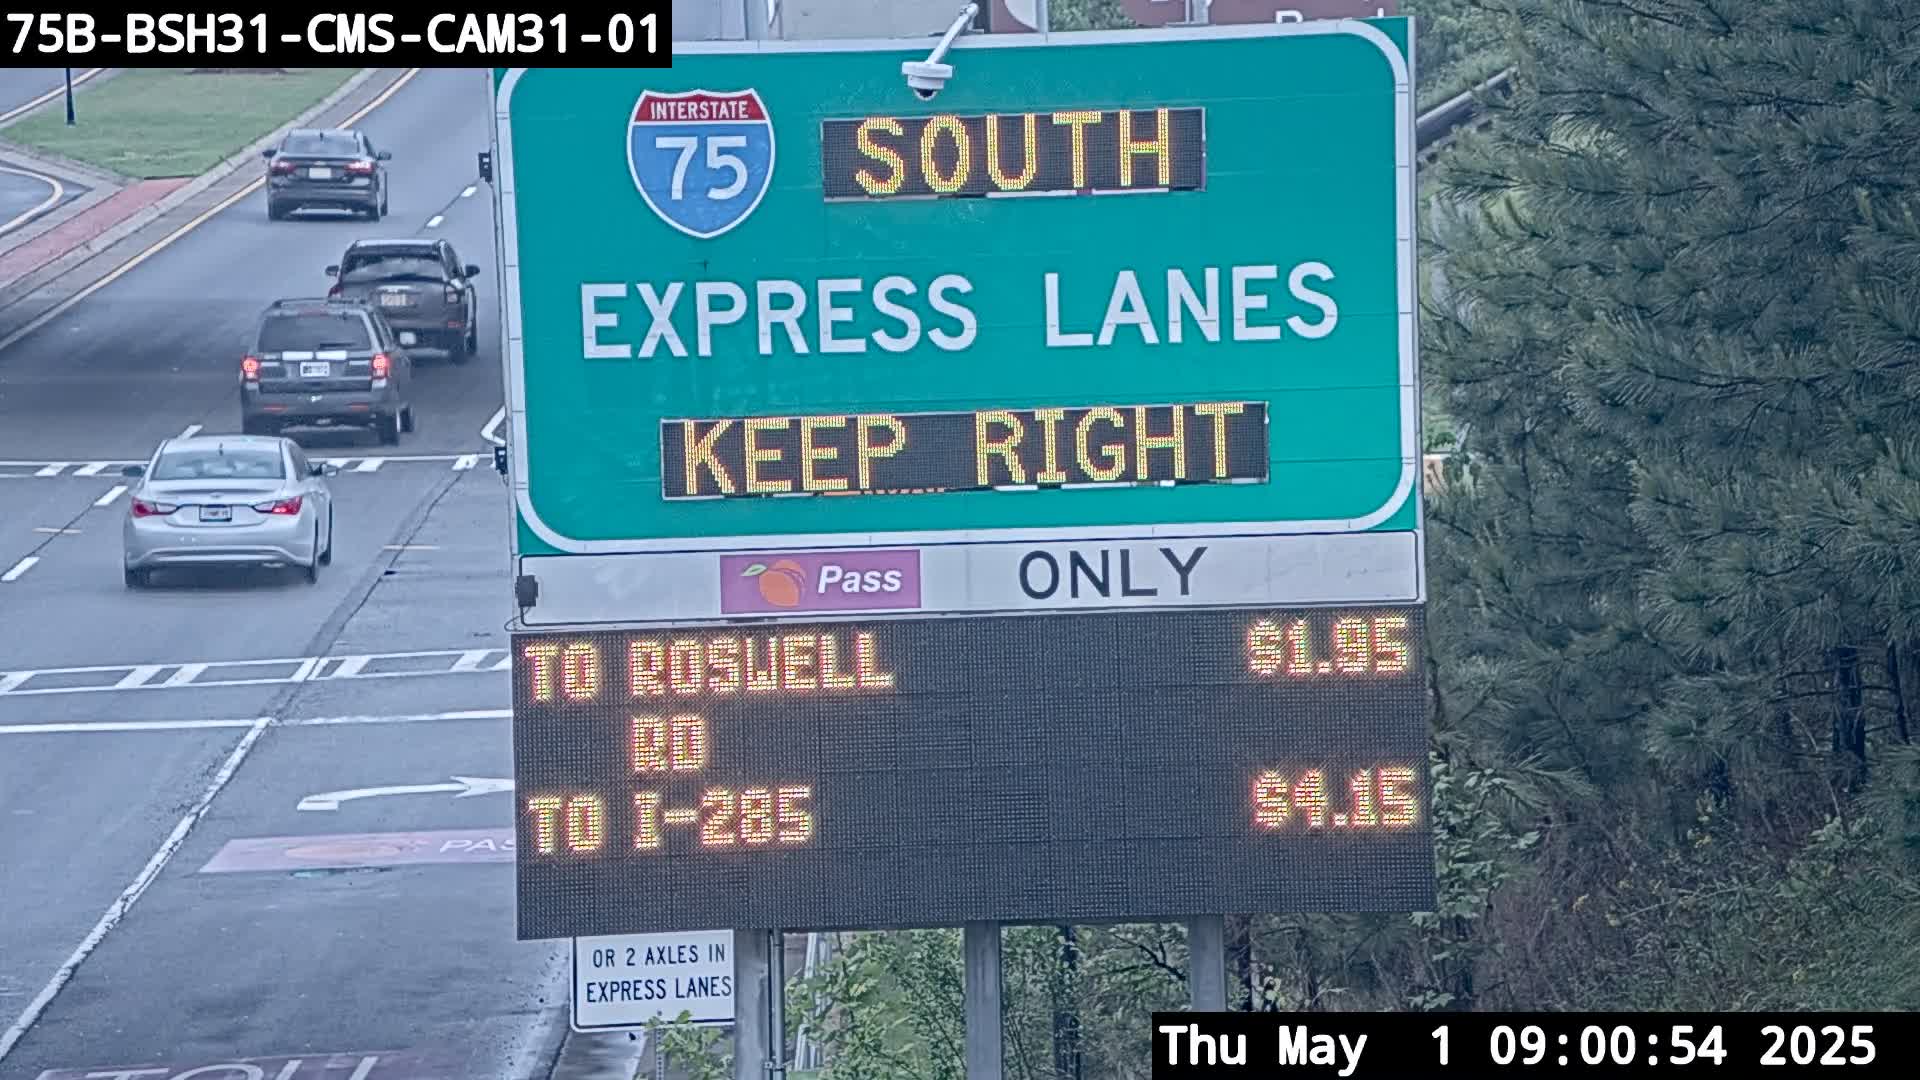 75B-BSH31-CMS-CAM31-01
INTERSTATE
75
SOUTH
EXPRESS LANES
KEEP RIGHT
Pass ONLY
TO ROSWELL $1.95
RD
TO I-285 $4.15
OR 2 AXLES IN
EXPRESS LANES
Thu May 1 09:00:54 2025